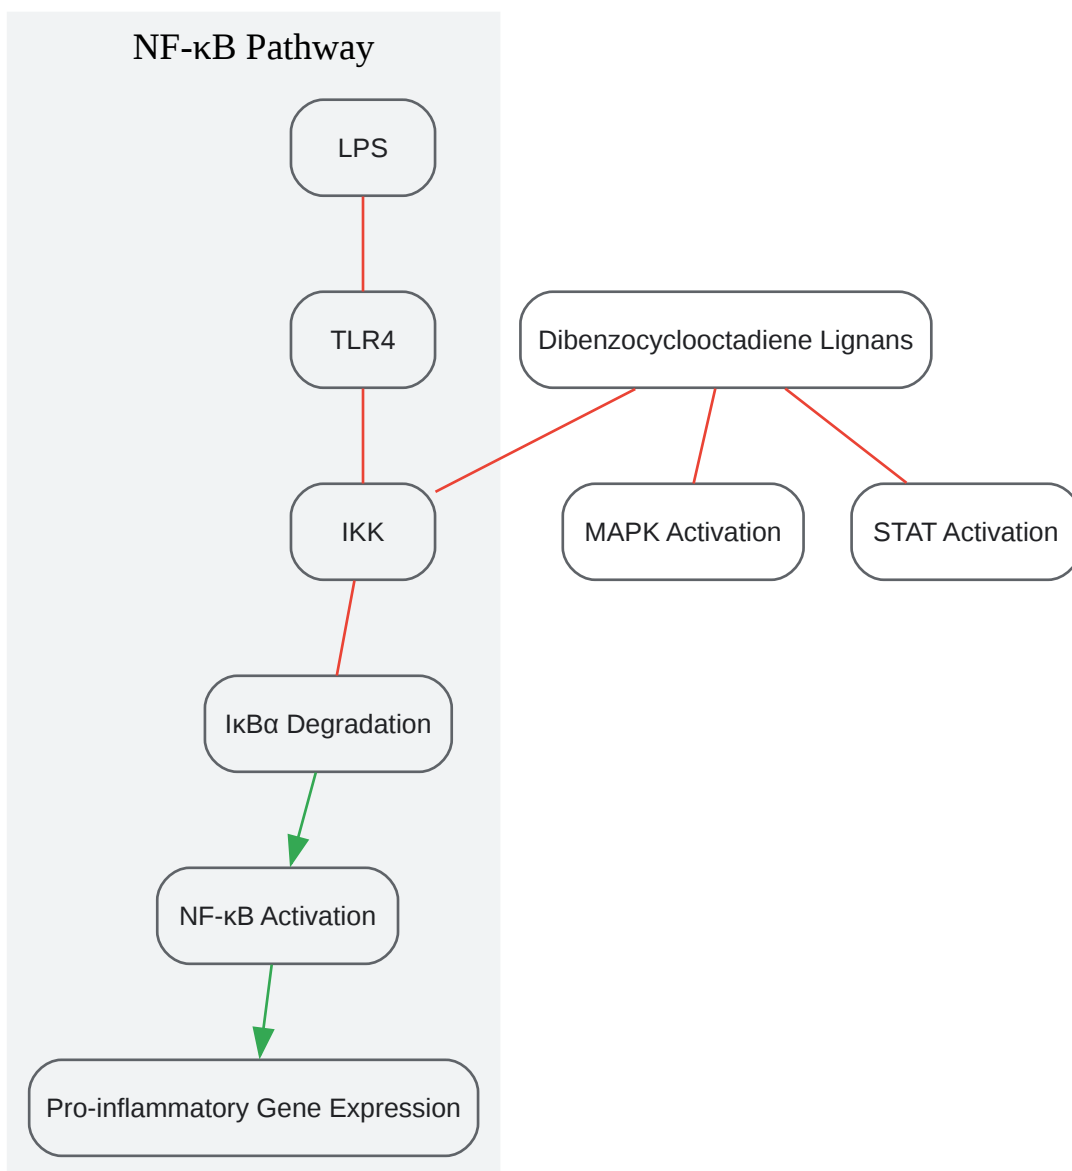 NF-κB Pathway
LPS
TLR4
Dibenzocyclooctadiene Lignans
IKK
MAPK Activation
STAT Activation
IκBα Degradation
NF-κB Activation
Pro-inflammatory Gene Expression